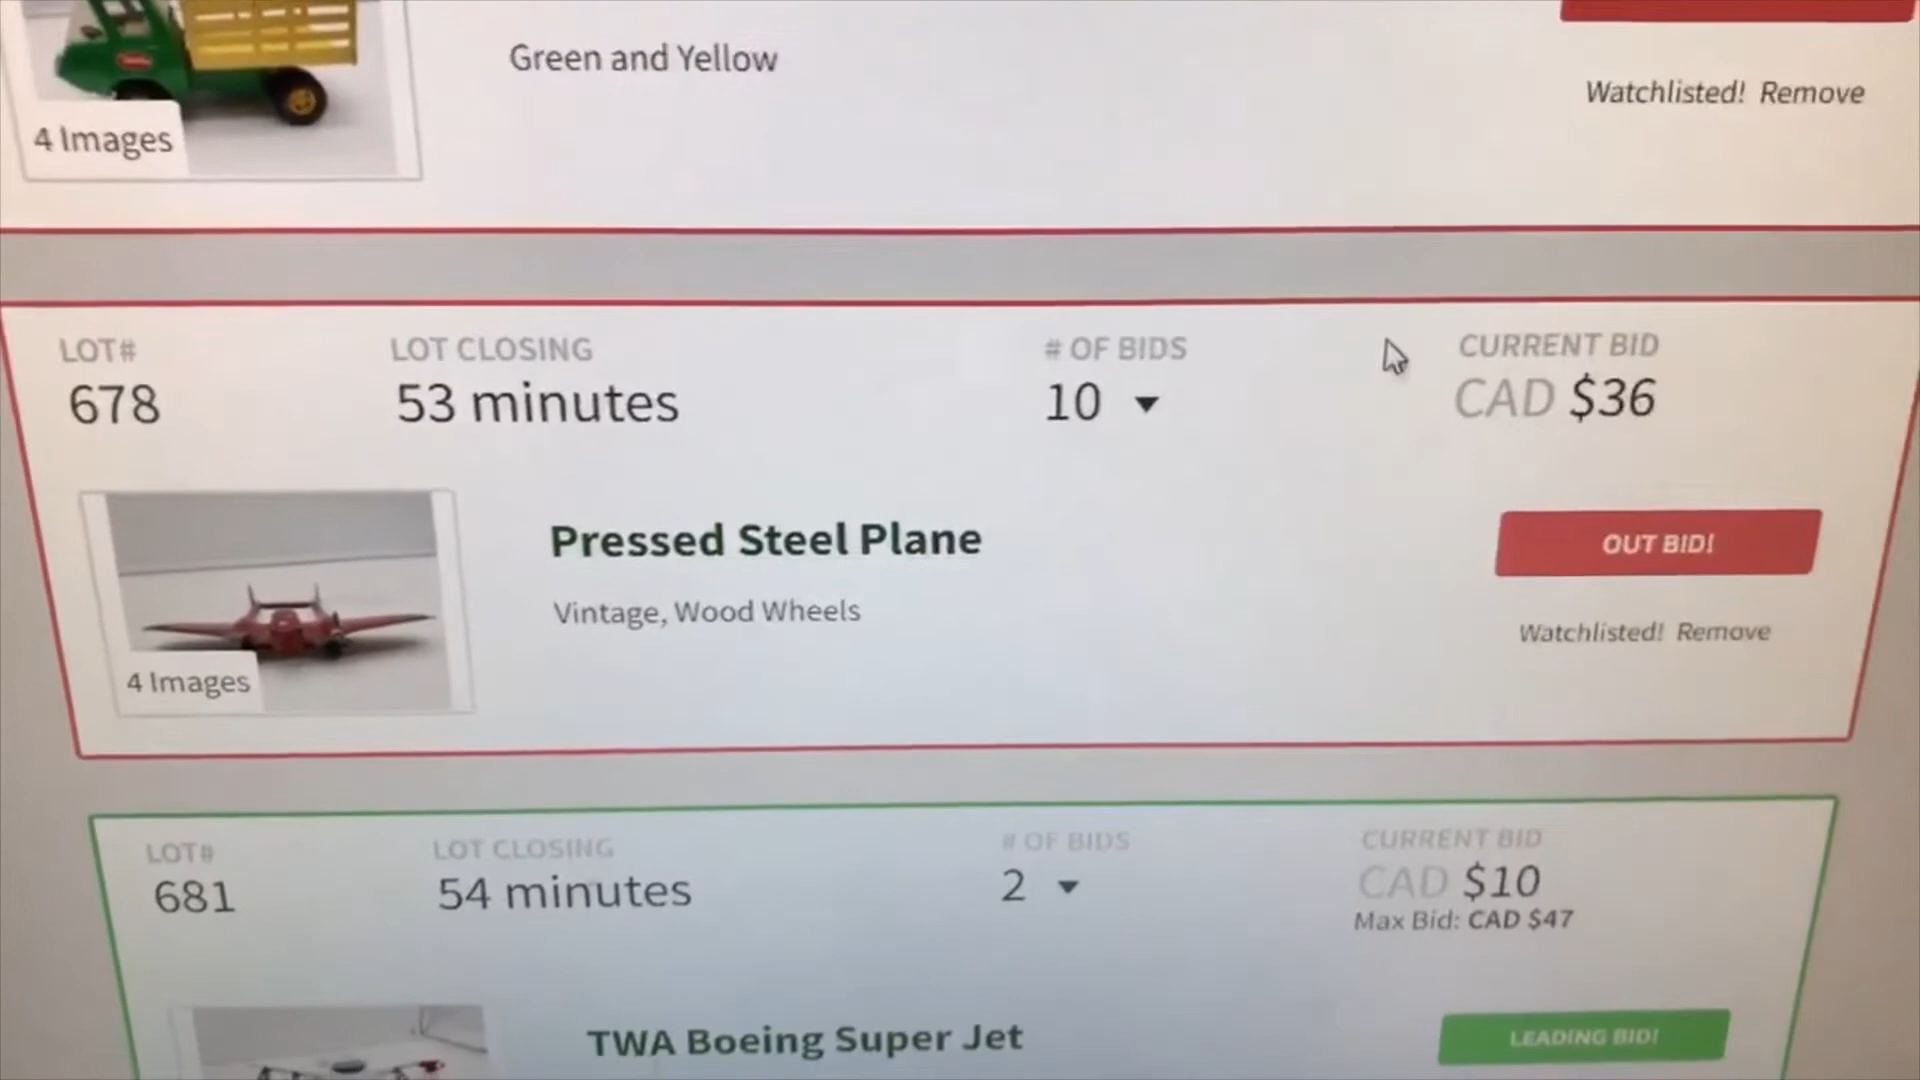 Green and Yellow
Watchlisted! Remove
4 Images
LOT# LOT CLOSING # OF BIDS CURRENT BID
678 53 minutes 10 CAD $36
Pressed Steel Plane
OUT BID!
Vintage, Wood Wheels
Watchlisted! Remove
4 Images
LOT# LOT CLOSING # OF BIDS CURRENT BID
681 54 minutes 2 CAD $10
Max Bid: CAD $47
TWA Boeing Super Jet
LEADING BID!